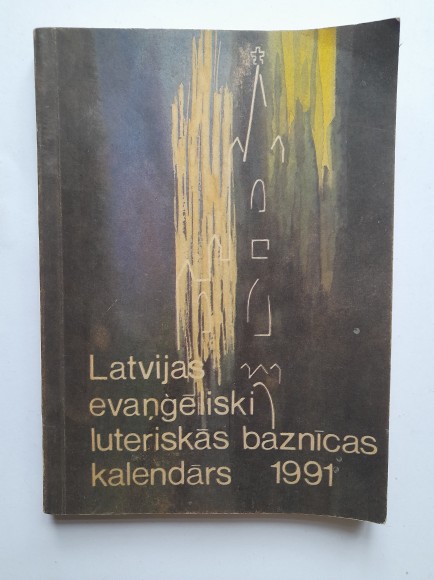 Latvijas
evaņģēliski
luteriskās baznīcas
kalendārs 1991